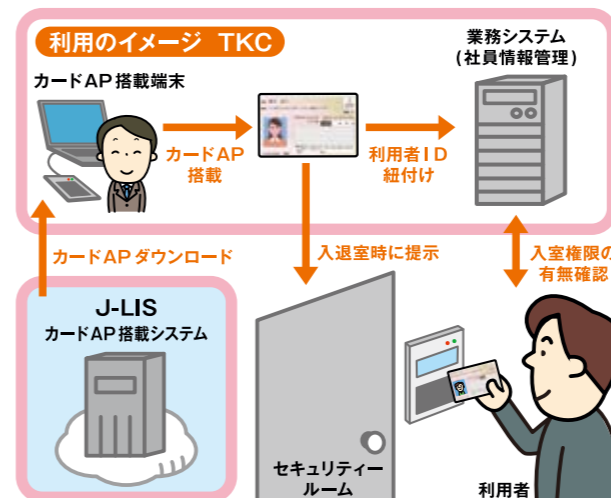 利用のイメージ TKC
カードAP搭載端末
業務システム
(社員情報管理)
カードAP
搭載
利用者ID
紐付け
カードAPダウンロード
入退室時に提示
入室権限の
有無確認
J-LIS
カードAP搭載システム
セキュリティー
ルーム
利用者